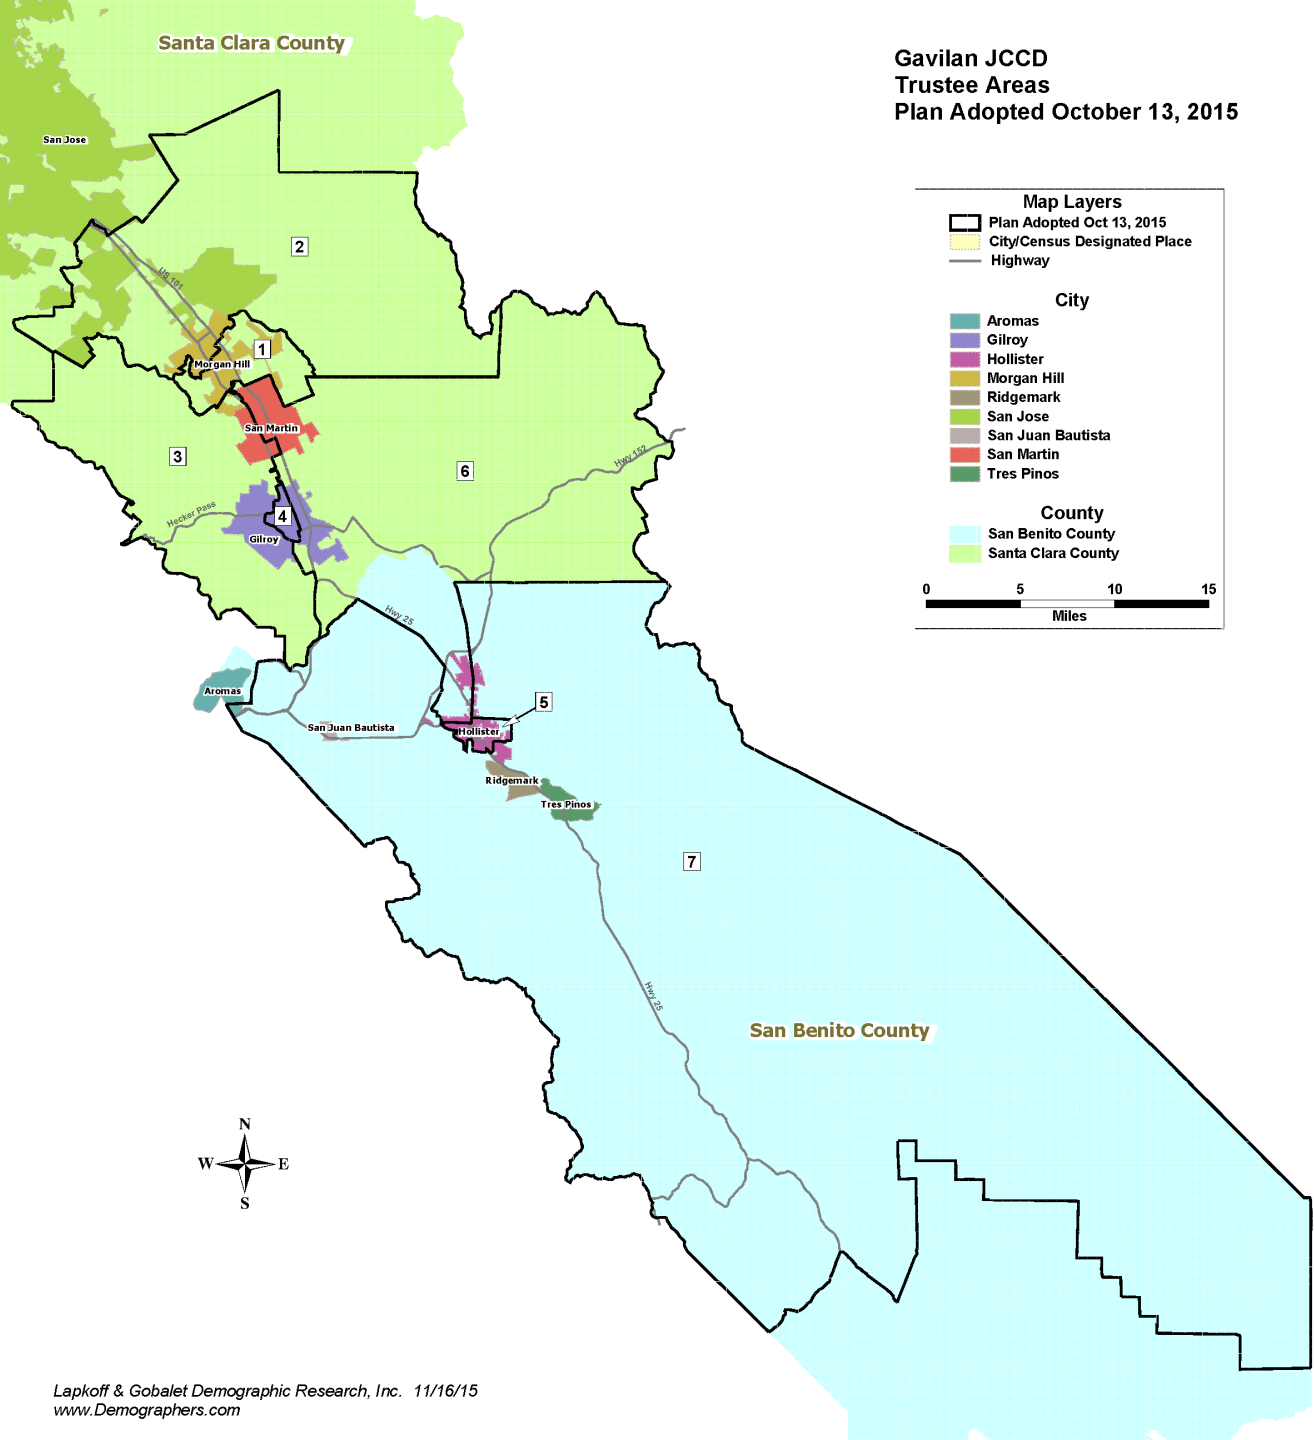 Santa Clara County
Gavilan JCCD
Trustee Areas
Plan Adopted October 13, 2015
San Jose
Map Layers
Plan Adopted Oct 13, 2015
City/Census Designated Place
Highway
2
US 101
City
Aromas
Gilroy
Hollister
Morgan Hill
Ridgemark
San Jose
San Juan Bautista
San Martin
Tres Pinos
County
San Benito County
Santa Clara County
0 5 10 15
Miles
1
Morgan Hill
San Martin
3
6
Hwy 152
Hecker Pass
4
Gilroy
Hwy 25
Aromas
5
San Juan Bautista
Hollister
Ridgemark
Tres Pinos
7
Hwy 25
San Benito County
N
W E
S
Lapkoff & Gobalet Demographic Research, Inc. 11/16/15
www.Demographers.com